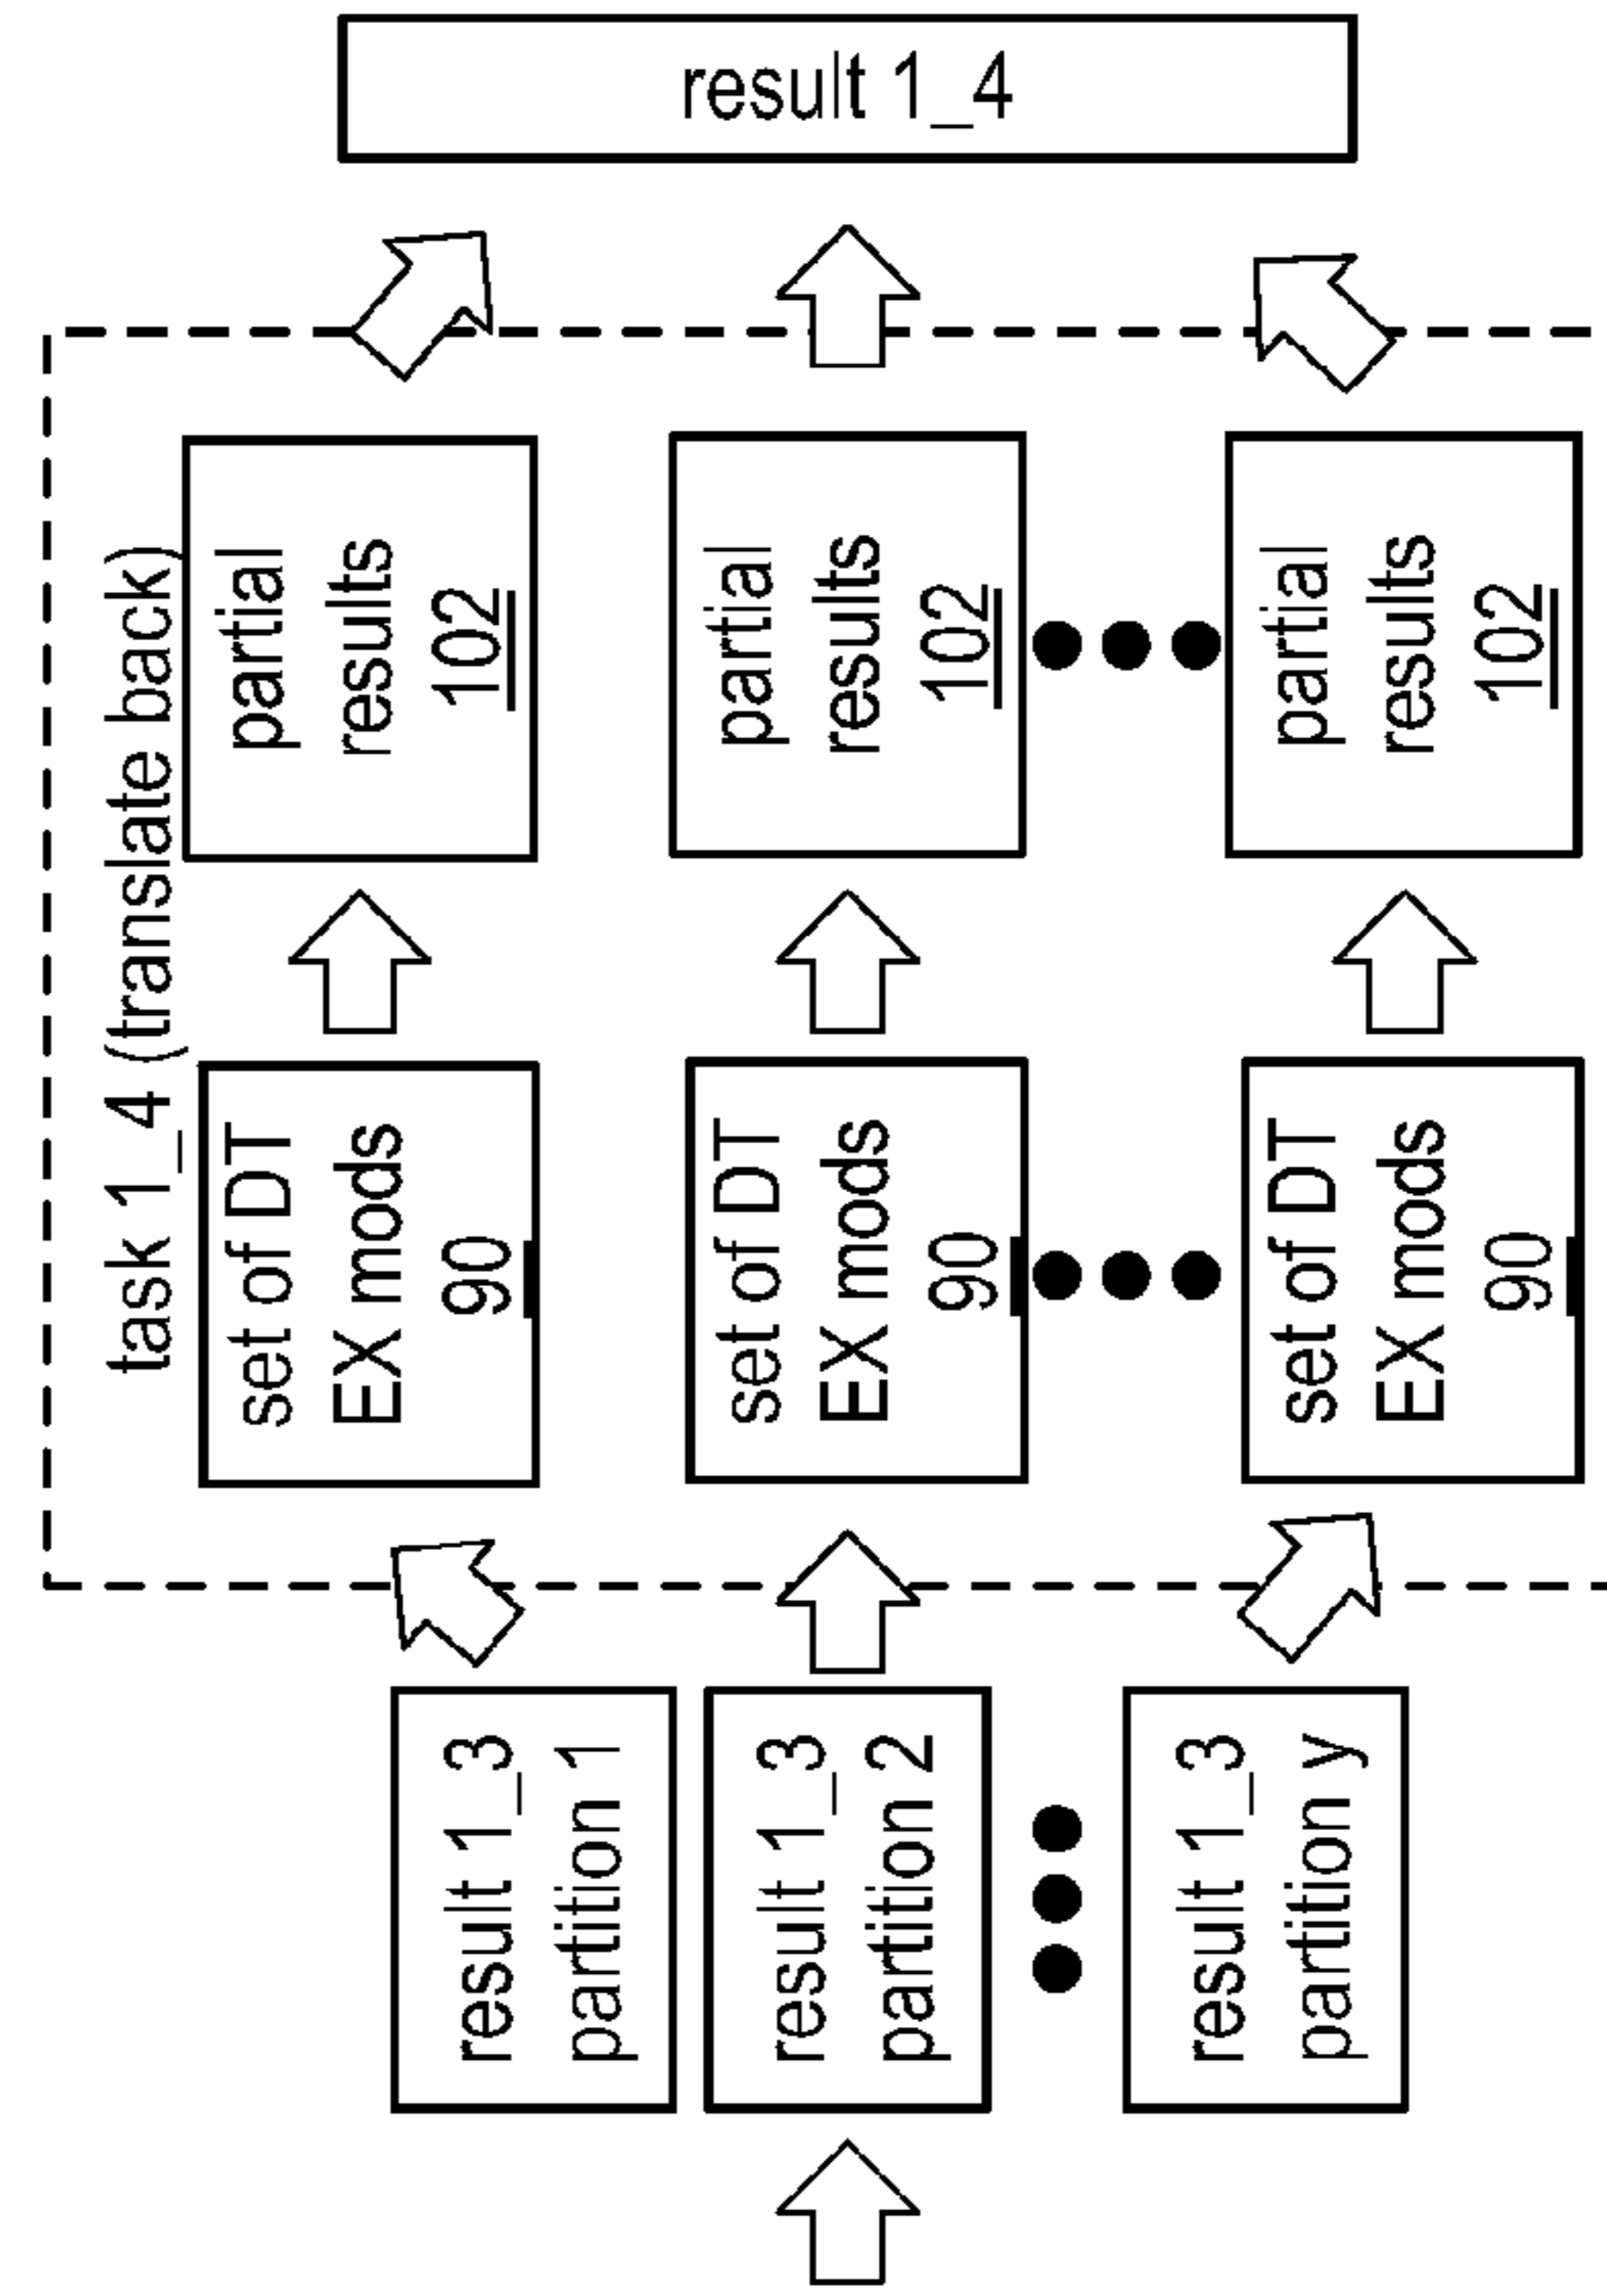 result 1_4
task 1_4 (translate back)
partial
results
102
partial
results
102
partial
results
102
set of DT
EX mods
90
set of DT
EX mods
90
set of DT
EX mods
90
result 1_3
partition 1
result 1_3
partition 2
result 1_3
partition y